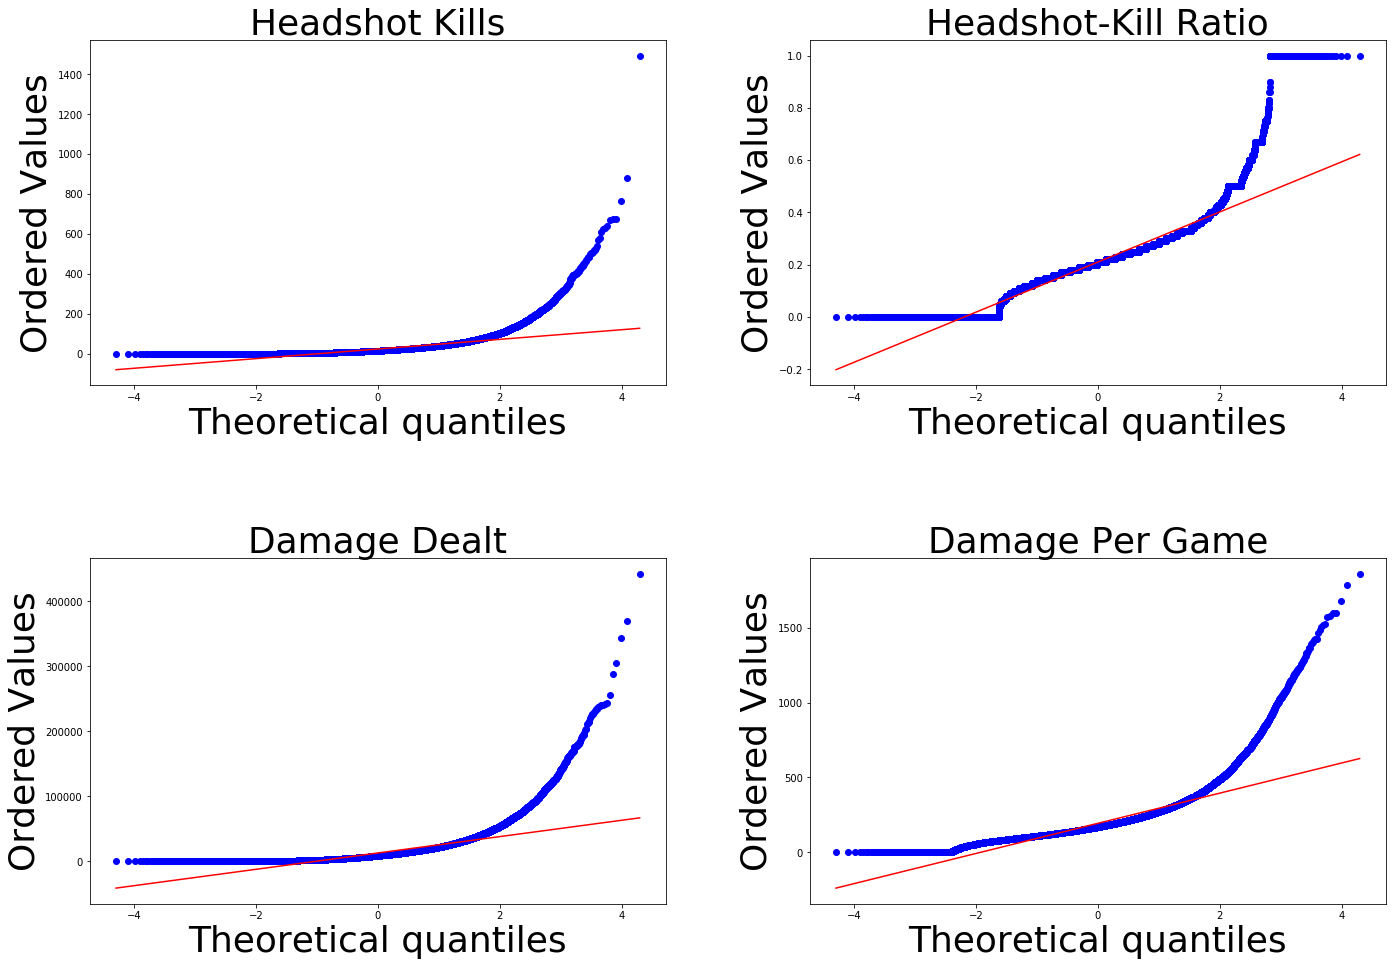 Headshot Kills
Ordered Values
1400
1200
1000
800
600
400
200
0
−4 −2 0 2 4
Theoretical quantiles
Headshot-Kill Ratio
Ordered Values
1.0
0.8
0.6
0.4
0.2
0.0
−0.2
−4 −2 0 2 4
Theoretical quantiles
Damage Dealt
Ordered Values
400000
300000
200000
100000
0
−4 −2 0 2 4
Theoretical quantiles
Damage Per Game
Ordered Values
1500
1000
500
0
−4 −2 0 2 4
Theoretical quantiles